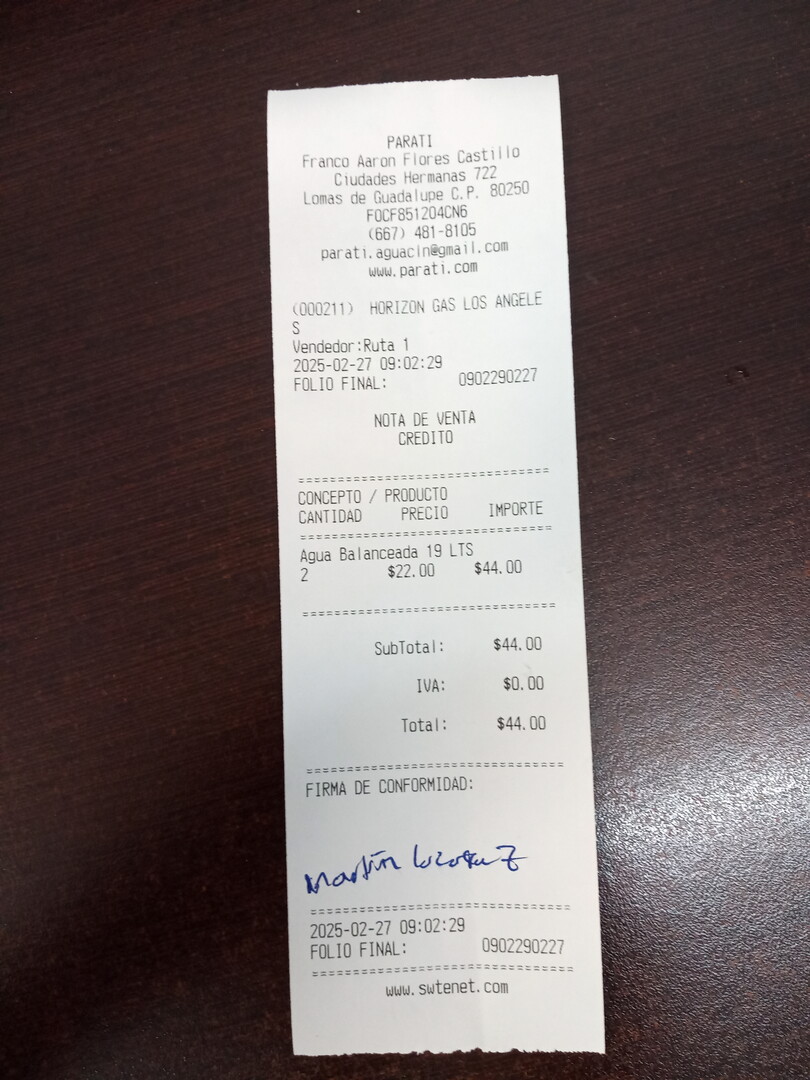 PARATI
Franco Aaron Flores Castillo
Ciudades Hermanas 722
Lomas de Guadalupe C.P. 80250
FOCF851204CN6
(667) 481-8105
parati.aguacln@gmail.com
www.parati.com
(000211) HORIZON GAS LOS ANGELE
S
Vendedor:Ruta 1
2025-02-27 09:02:29
FOLIO FINAL: 0902290227
NOTA DE VENTA
CREDITO
================================
CONCEPTO / PRODUCTO
CANTIDAD PRECIO IMPORTE
================================
Agua Balanceada 19 LTS
2 $22.00 $44.00
================================
SubTotal: $44.00
IVA: $0.00
Total: $44.00
================================
FIRMA DE CONFORMIDAD:
Martín
================================
2025-02-27 09:02:29
FOLIO FINAL: 0902290227
================================
www.swtenet.com